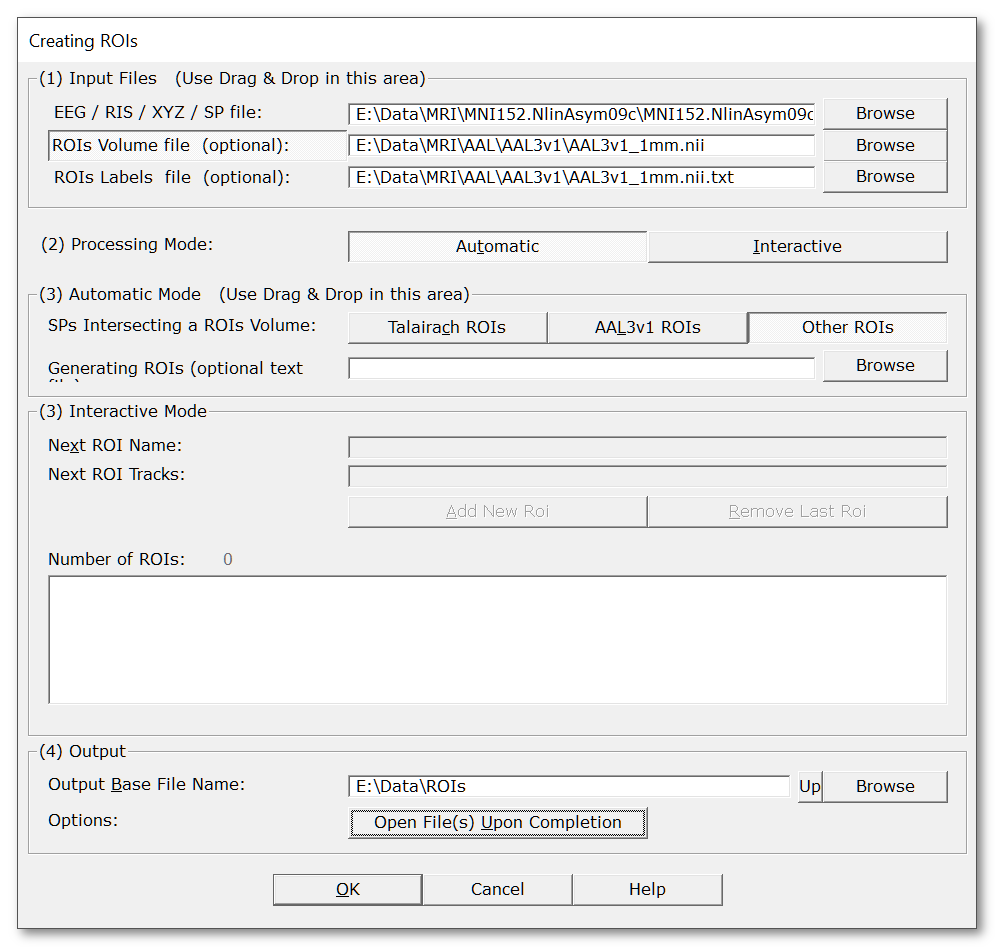 Creating ROIs
(1) Input Files (Use Drag & Drop in this area)
EEG / RIS / XYZ / SP file: E:\Data\MRI\MNI152.NlinAsym09c\MNI152.NlinAsym09c Browse
ROIs Volume file (optional): E:\Data\MRI\AAL\AAL3v1\AAL3v1_1mm.nii Browse
ROIs Labels file (optional): E:\Data\MRI\AAL\AAL3v1\AAL3v1_1mm.nii.txt Browse
(2) Processing Mode: Automatic Interactive
(3) Automatic Mode (Use Drag & Drop in this area)
SPs Intersecting a ROIs Volume: Talairach ROIs AAL3v1 ROIs Other ROIs
Generating ROIs (optional text Browse
(3) Interactive Mode
Next ROI Name:
Next ROI Tracks:
Add New Roi Remove Last Roi
Number of ROIs: 0
(4) Output
Output Base File Name: E:\Data\ROIs Up Browse
Options: Open File(s) Upon Completion
OK Cancel Help